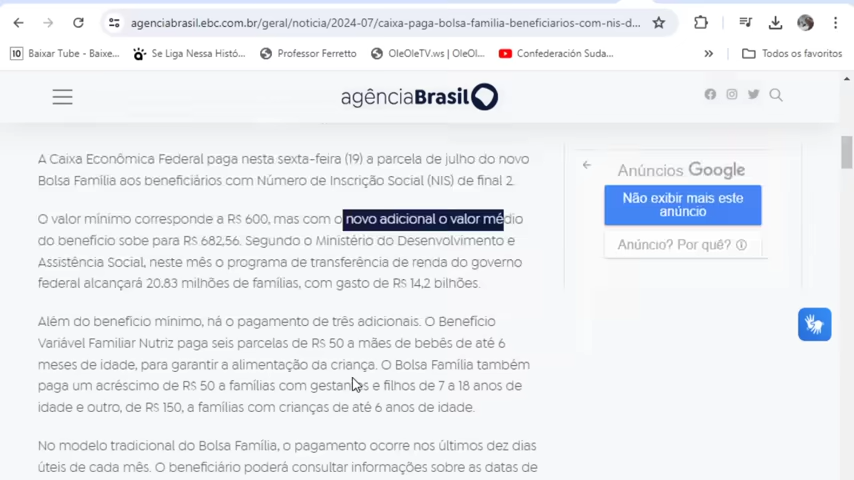 agenciabrasil.ebc.com.br/geral/noticia/2024-07/caixa-paga-bolsa-familia-beneficiarios-com-nis-d...
10 Baixar Tube - Baixe... Se Liga Nessa Histó... Professor Ferretto OleOleTV.ws | OleOl... Confederación Suda... » Todos os favoritos
agênciaBrasil
A Caixa Econômica Federal paga nesta sexta-feira (19) a parcela de julho do novo
Bolsa Família aos beneficiários com Número de Inscrição Social (NIS) de final 2.
O valor mínimo corresponde a R$ 600, mas com o novo adicional o valor médio
do benefício sobe para R$ 682,56. Segundo o Ministério do Desenvolvimento e
Assistência Social, neste mês o programa de transferência de renda do governo
federal alcançará 20,83 milhões de famílias, com gasto de R$ 14,2 bilhões.
Além do benefício mínimo, há o pagamento de três adicionais. O Benefício
Variável Familiar Nutriz paga seis parcelas de R$ 50 a mães de bebês de até 6
meses de idade, para garantir a alimentação da criança. O Bolsa Família também
paga um acréscimo de R$ 50 a famílias com gestantes e filhos de 7 a 18 anos de
idade e outro, de R$ 150, a famílias com crianças de até 6 anos de idade.
No modelo tradicional do Bolsa Família, o pagamento ocorre nos últimos dez dias
úteis de cada mês. O beneficiário poderá consultar informações sobre as datas de
Anúncios Google
Não exibir mais este
anúncio
Anúncio? Por quê?